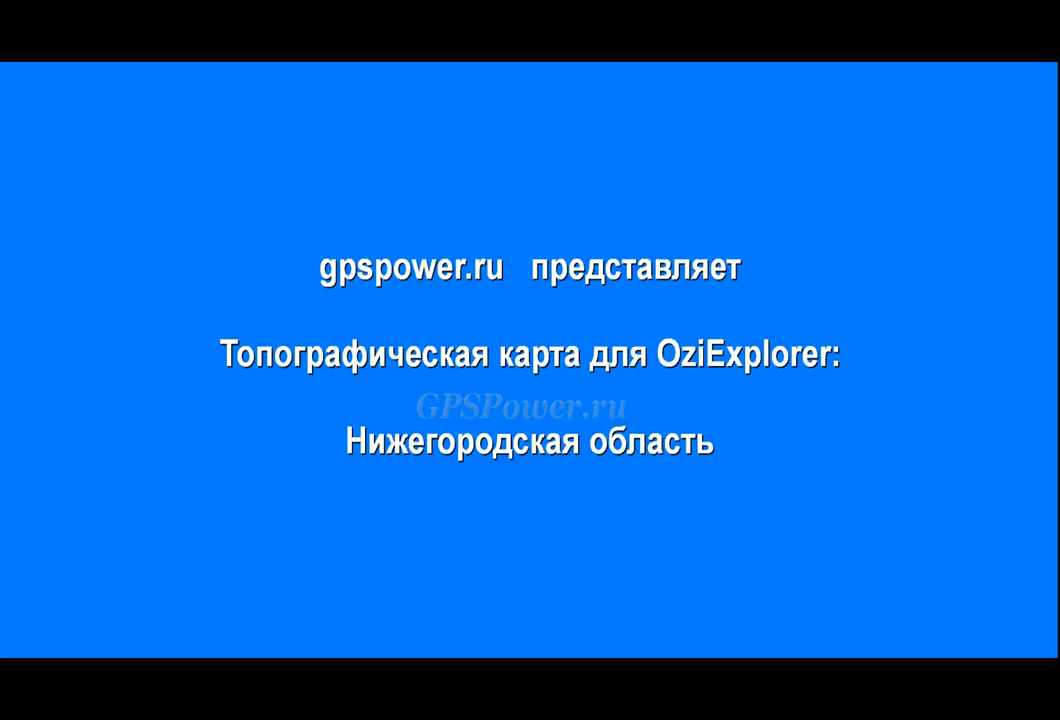 gpspower.ru представляет
Топографическая карта для OziExplorer:
GPSPower.ru
Нижегородская область